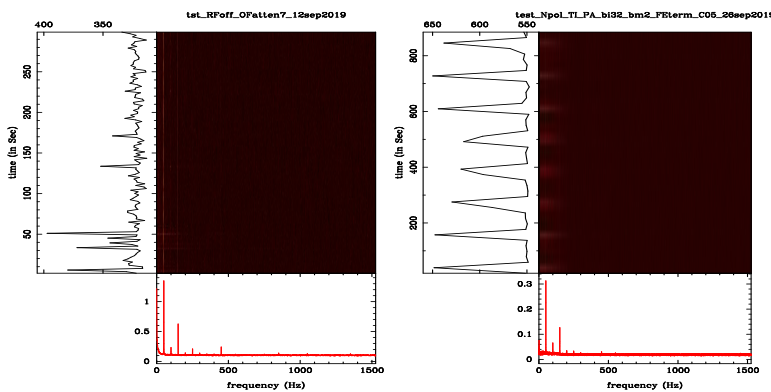 tst_RFoff_OFatten7_12sep2019
400 350
time (in Sec)
250
200
150
100
50
1
0.5
0
0 500 1000 1500
frequency (Hz)
test_Npol_TI_PA_bi32_bm2_FEterm_C05_26sep2019
650 600 550
time (in Sec)
800
600
400
200
0.3
0.2
0.1
0
0 500 1000 1500
frequency (Hz)